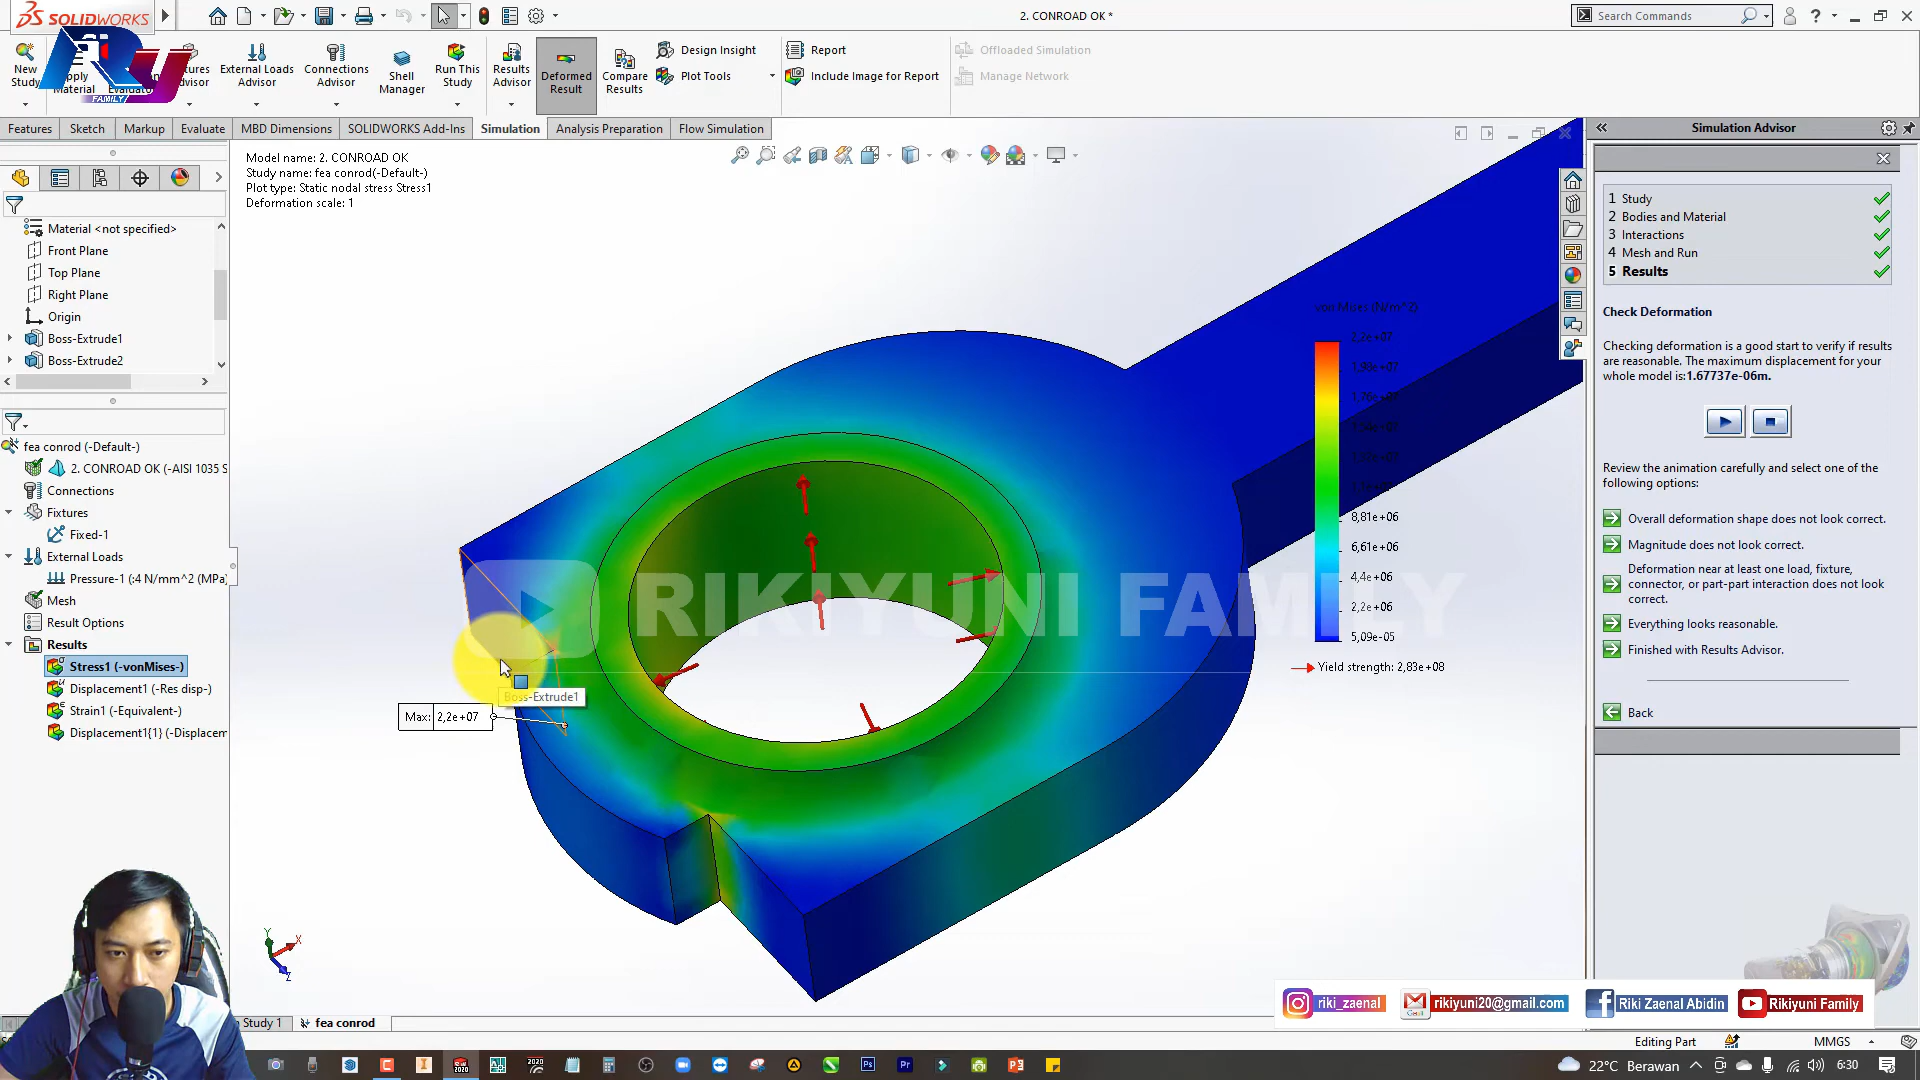 SOLIDWORKS
2. CONROAD OK *
Search Commands
New Study
Apply Material
External Loads Advisor
Connections Advisor
Shell Manager
Run This Study
Results Advisor
Deformed Result
Compare Results
Design Insight
Plot Tools
Report
Include Image for Report
Offloaded Simulation
Manage Network
FAMILY
Features
Sketch
Markup
Evaluate
MBD Dimensions
SOLIDWORKS Add-Ins
Simulation
Analysis Preparation
Flow Simulation
Model name: 2. CONROAD OK
Study name: fea conrod(-Default-)
Plot type: Static nodal stress Stress1
Deformation scale: 1
Material <not specified>
Front Plane
Top Plane
Right Plane
Origin
Boss-Extrude1
Boss-Extrude2
fea conrod (-Default-)
2. CONROAD OK (-AISI 1035 S
Connections
Fixtures
Fixed-1
External Loads
Pressure-1 (:4 N/mm^2 (MPa)
Mesh
Result Options
Results
Stress1 (-vonMises-)
Displacement1 (-Res disp-)
Strain1 (-Equivalent-)
Displacement1{1} (-Displacem
Boss-Extrude1
Max: 2,2e+07
RIKIYUNI FAMILY
von Mises (N/m^2)
2,2e+07
1,98e+07
1,76e+07
8,81e+06
6,61e+06
4,4e+06
2,2e+06
5,09e-05
Yield strength: 2,83e+08
Simulation Advisor
1 Study
2 Bodies and Material
3 Interactions
4 Mesh and Run
5 Results
Check Deformation
Checking deformation is a good start to verify if results
are reasonable. The maximum displacement for your
whole model is:1.67737e-06m.
Review the animation carefully and select one of the
following options:
Overall deformation shape does not look correct.
Magnitude does not look correct.
Deformation near at least one load, fixture,
connector, or part-part interaction does not look
correct.
Everything looks reasonable.
Finished with Results Advisor.
Back
Y
X
Z
riki_zaenal
Gmail
rikiyuni20@gmail.com
Riki Zaenal Abidin
Rikiyuni Family
Study 1
fea conrod
Editing Part
MMGS
22°C Berawan
6:30